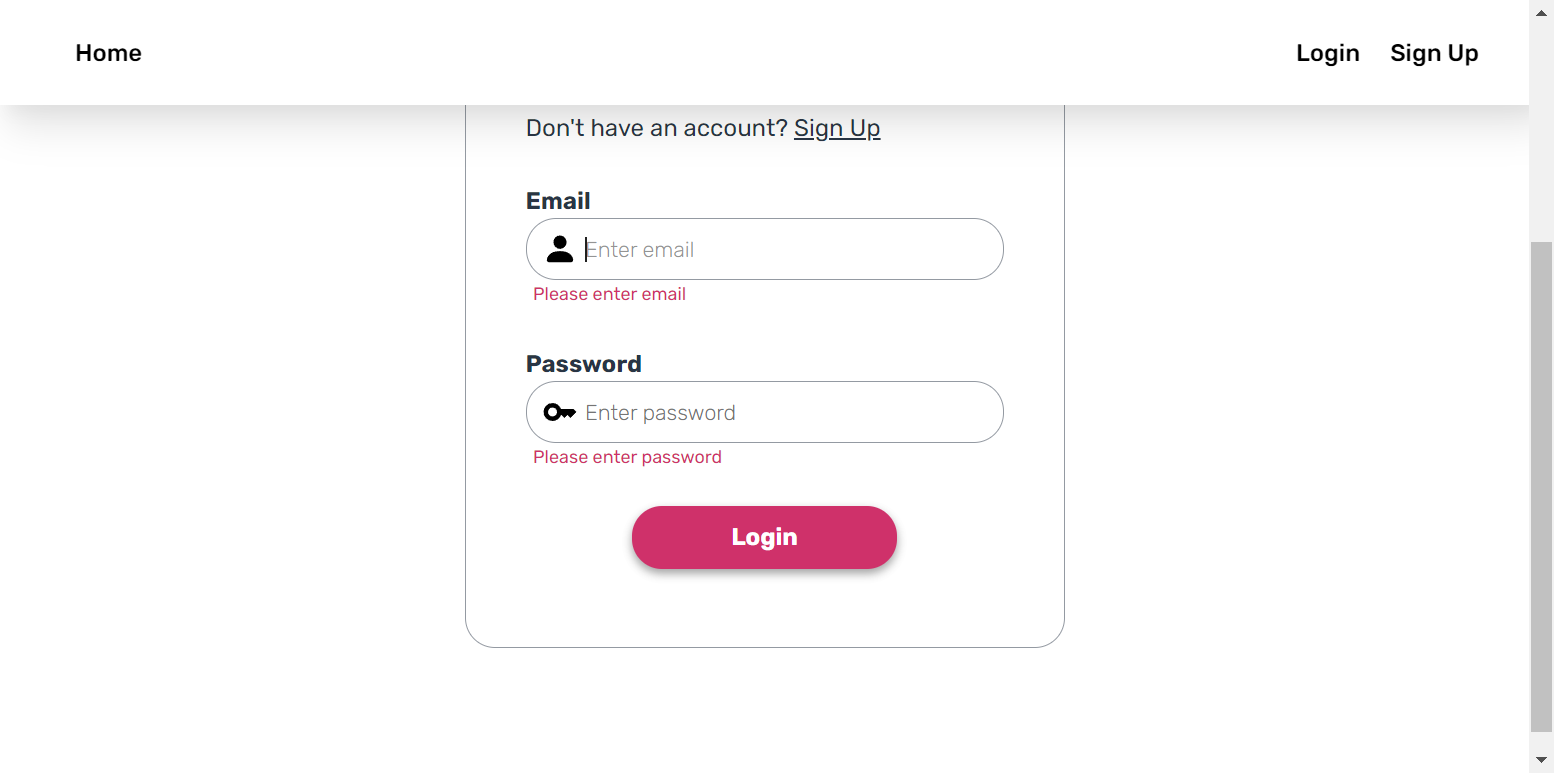 Home Login Sign Up
Don't have an account? Sign Up
Email
Enter email
Please enter email
Password
Enter password
Please enter password
Login